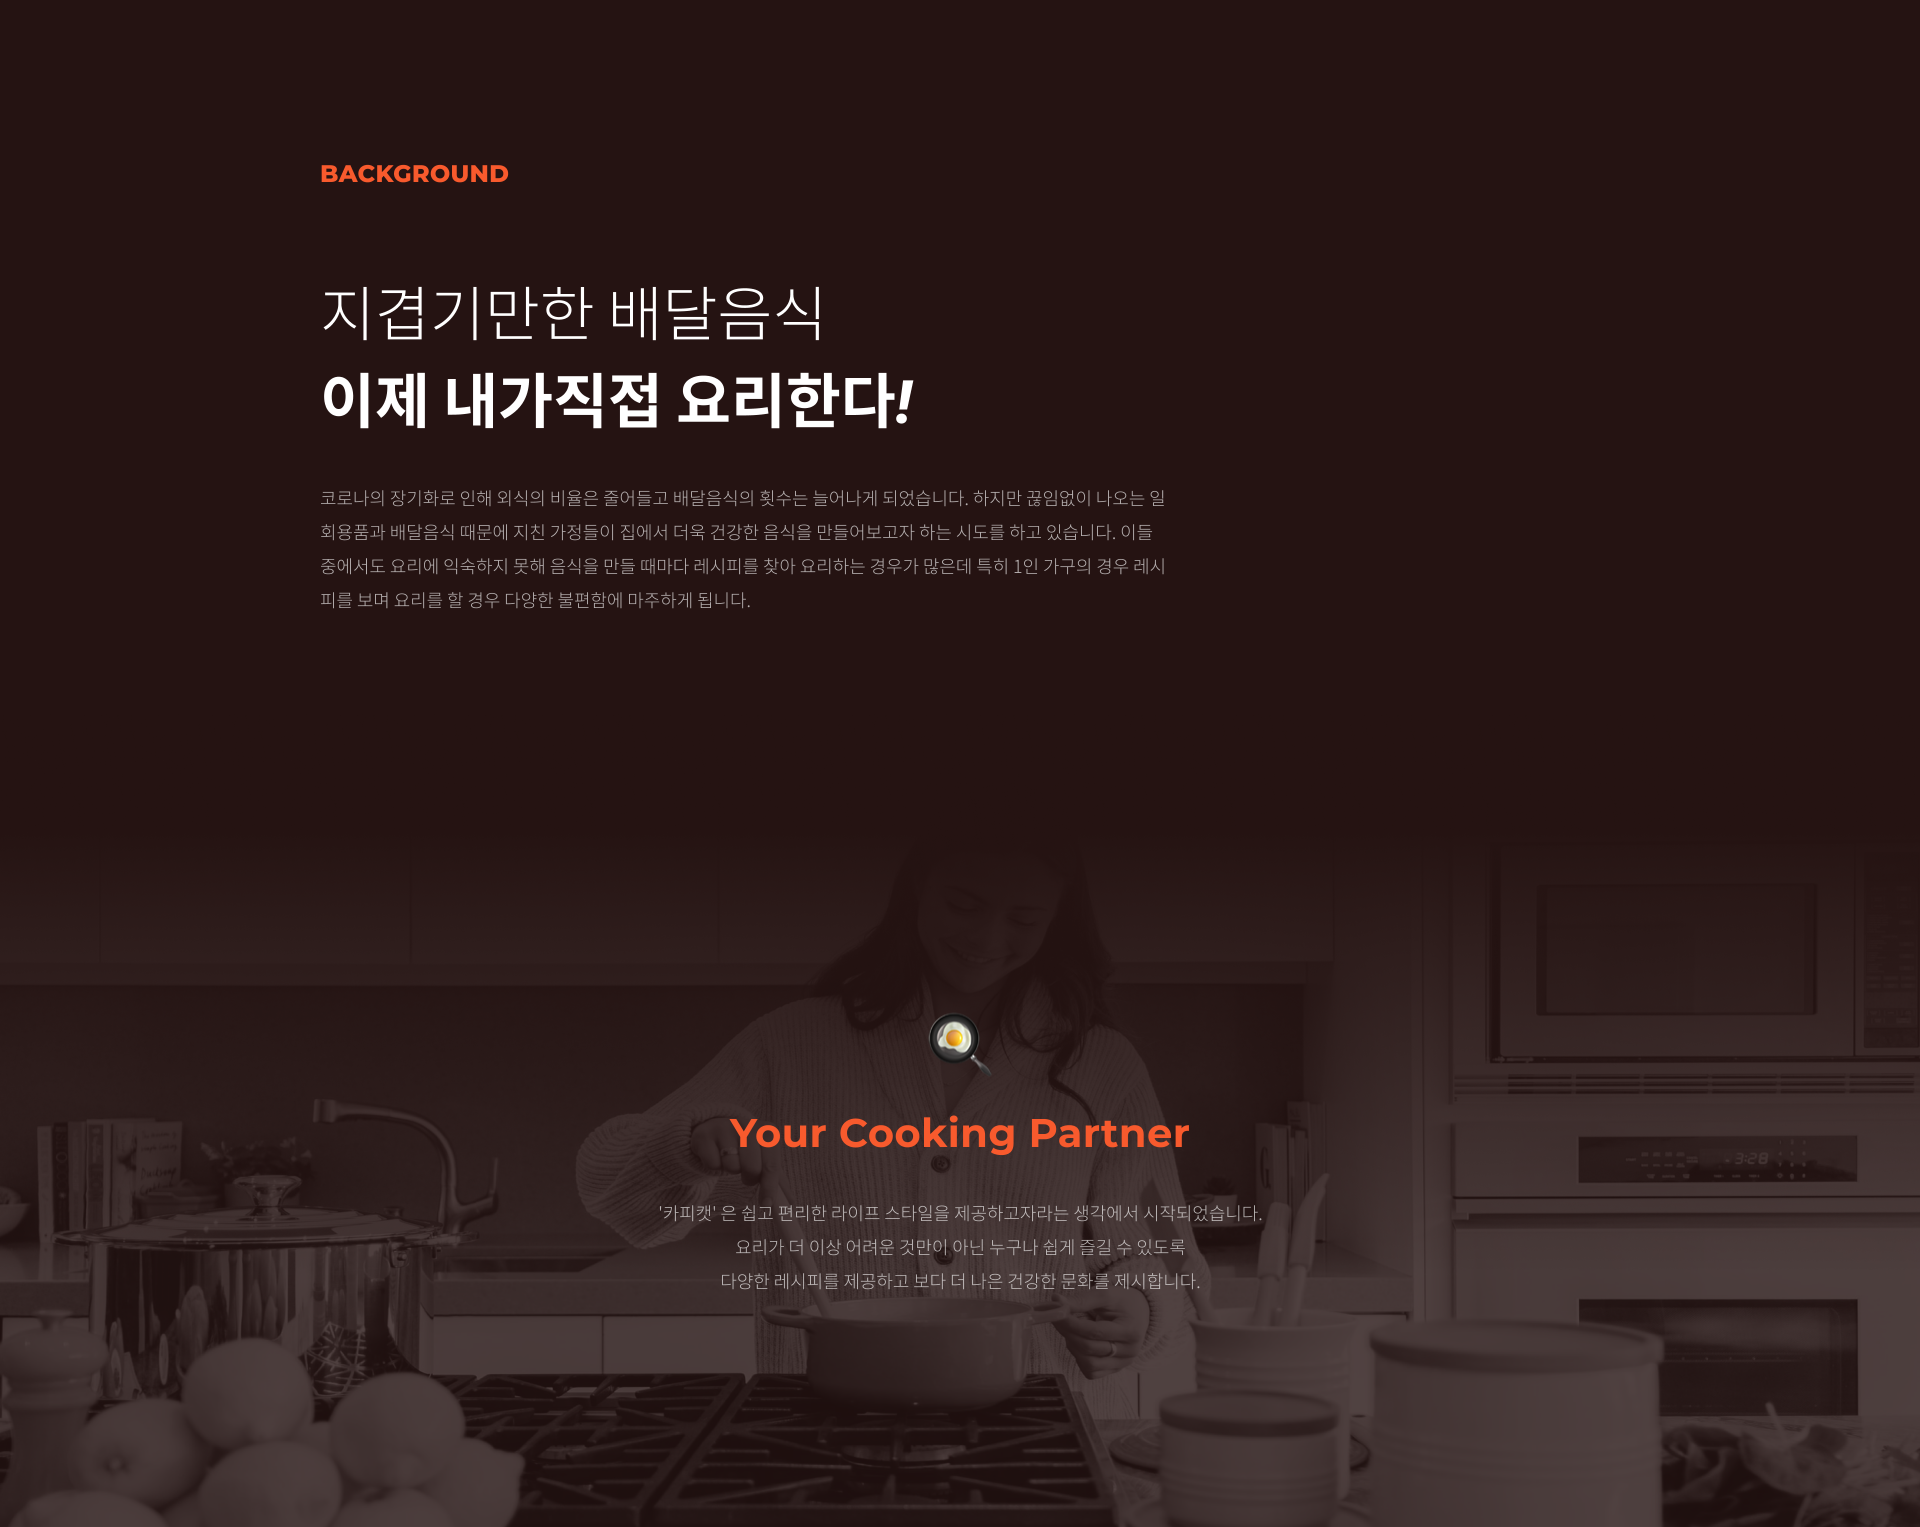 BACKGROUND
지겹기만한 배달음식
이제 내가직접 요리한다!
코로나의 장기화로 인해 외식의 비율은 줄어들고 배달음식의 횟수는 늘어나게 되었습니다. 하지만 끊임없이 나오는 일
회용품과 배달음식 때문에 지친 가정들이 집에서 더욱 건강한 음식을 만들어보고자 하는 시도를 하고 있습니다. 이들
중에서도 요리에 익숙하지 못해 음식을 만들 때마다 레시피를 찾아 요리하는 경우가 많은데 특히 1인 가구의 경우 레시
피를 보며 요리를 할 경우 다양한 불편함에 마주하게 됩니다.
Your Cooking Partner
3:28
'카피캣' 은 쉽고 편리한 라이프 스타일을 제공하고자라는 생각에서 시작되었습니다.
요리가 더 이상 어려운 것만이 아닌 누구나 쉽게 즐길 수 있도록
다양한 레시피를 제공하고 보다 더 나은 건강한 문화를 제시합니다.